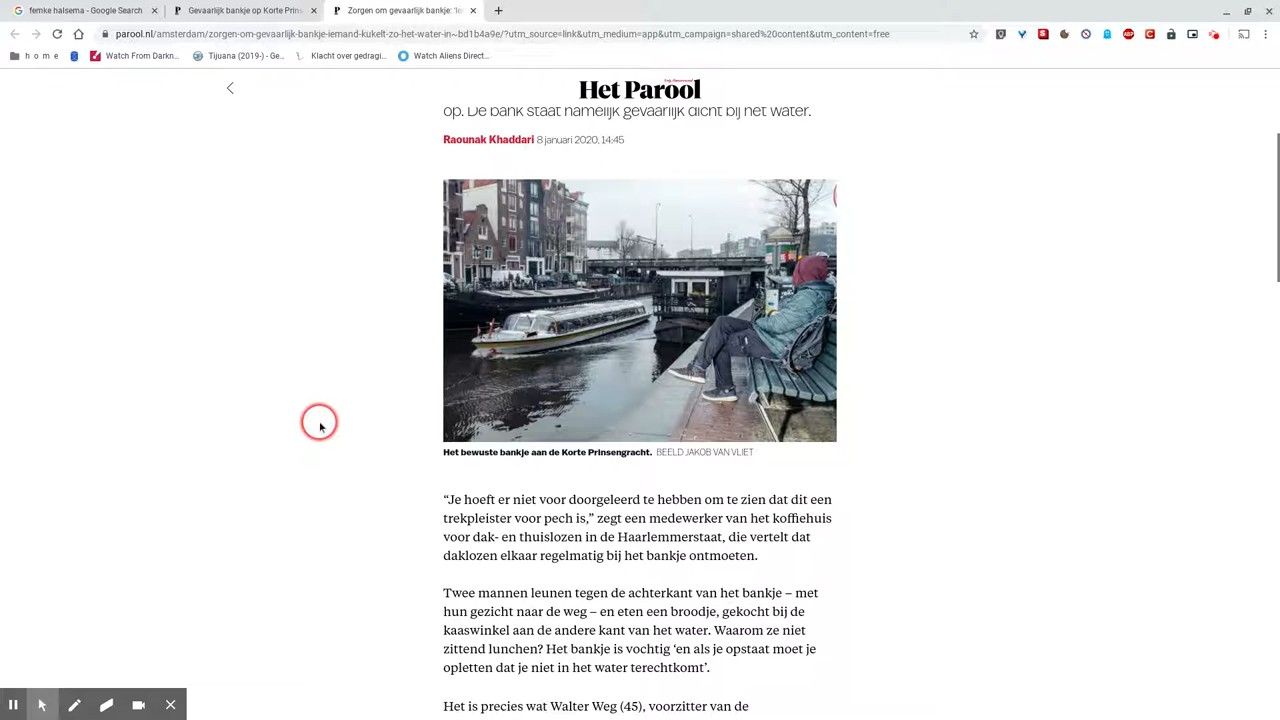 femke halsema - Google Search
Gevaarlijk bankje op Korte Prin
Zorgen om gevaarlijk bankje: 'Ie
parool.nl/amsterdam/zorgen-om-gevaarlijk-bankje-iemand-kukelt-zo-het-water-in~bd1b4a9e/?utm_source=link&utm_medium=app&utm_campaign=shared%20content&utm_content=free
h o m e
Watch From Darkn...
Tijuana (2019-) - Ge...
Klacht over gedragi...
Watch Aliens Direct...
Het Parool
op. De bank staat namelijk gevaarlijk dicht bij het water.
Raounak Khaddari 8 januari 2020, 14:45
Het bewuste bankje aan de Korte Prinsengracht. BEELD JAKOB VAN VLIET
“Je hoeft er niet voor doorgeleerd te hebben om te zien dat dit een
trekpleister voor pech is,” zegt een medewerker van het koffiehuis
voor dak- en thuislozen in de Haarlemmerstaat, die vertelt dat
daklozen elkaar regelmatig bij het bankje ontmoeten.
Twee mannen leunen tegen de achterkant van het bankje – met
hun gezicht naar de weg – en eten een broodje, gekocht bij de
kaaswinkel aan de andere kant van het water. Waarom ze niet
zittend lunchen? Het bankje is vochtig ‘en als je opstaat moet je
opletten dat je niet in het water terechtkomt’.
Het is precies wat Walter Weg (45), voorzitter van de